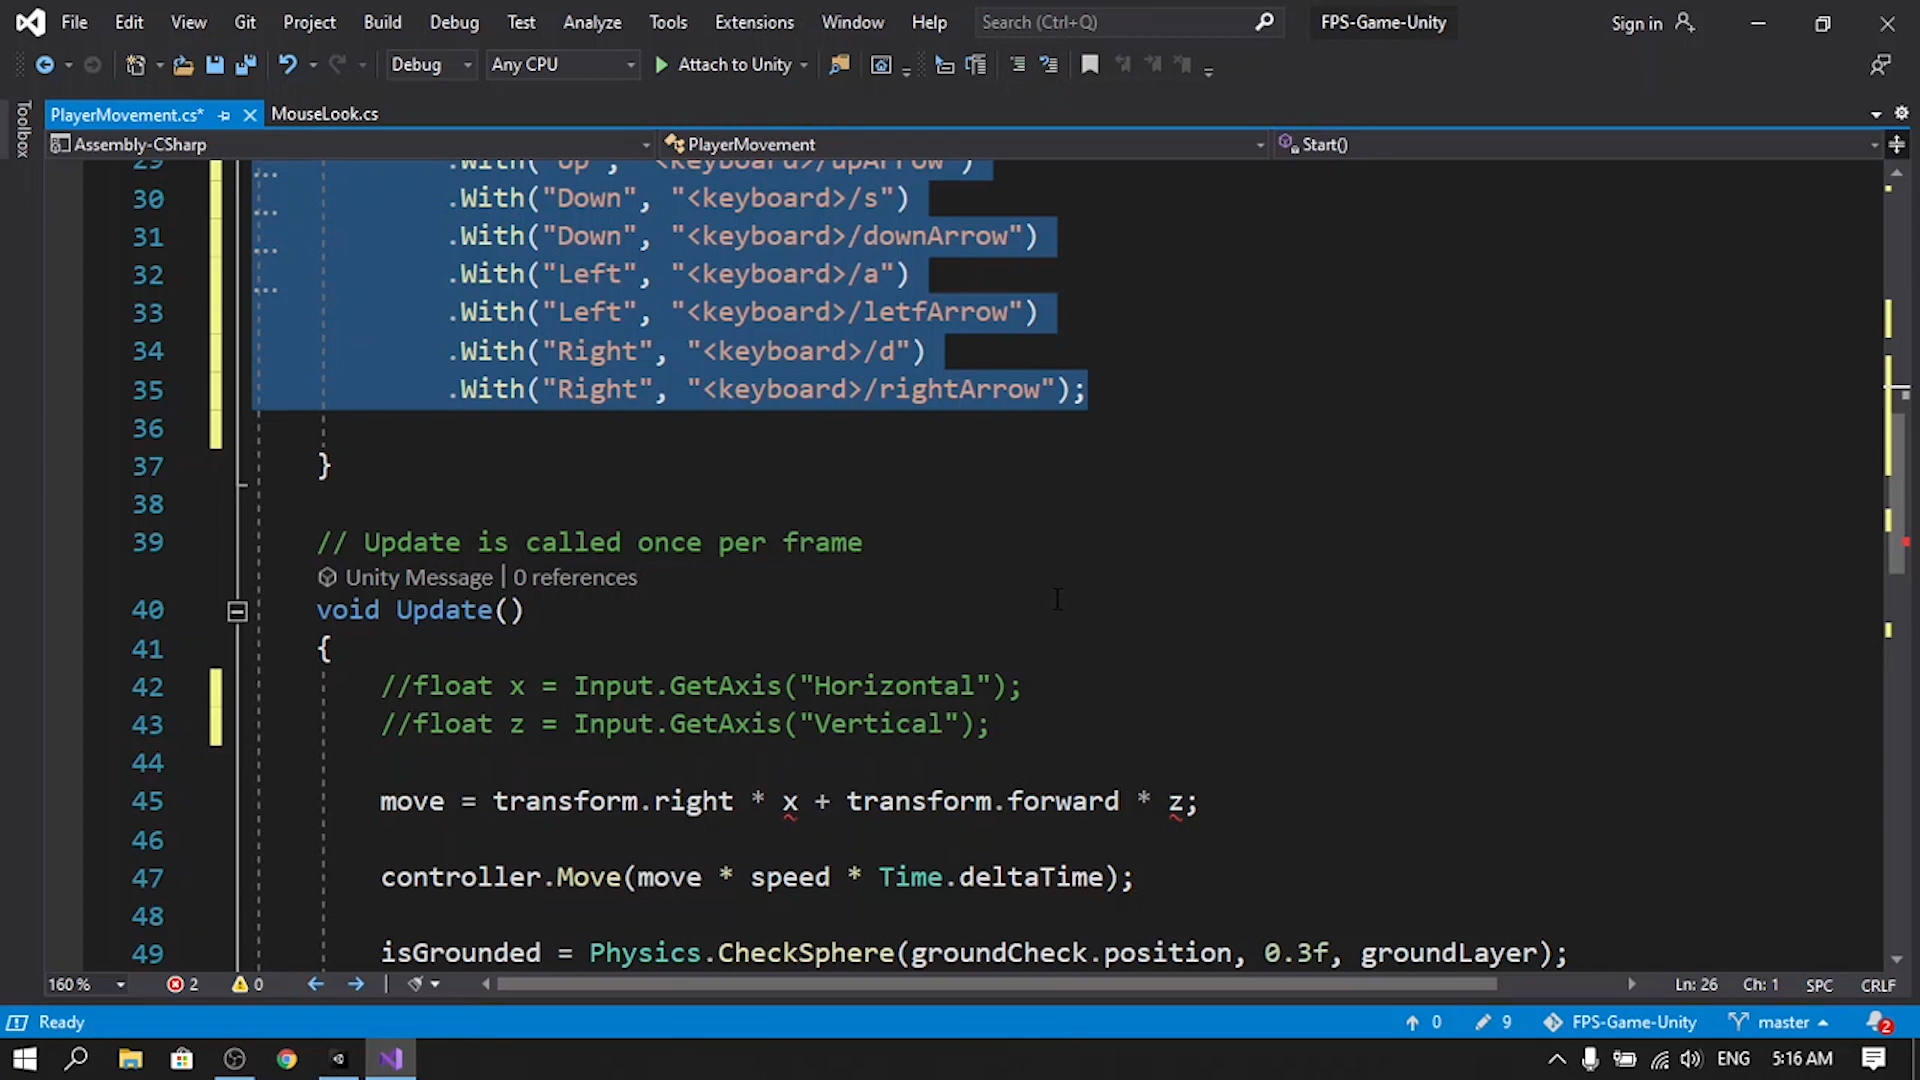 File Edit View Git Project Build Debug Test Analyze Tools Extensions Window Help Search (Ctrl+Q) FPS-Game-Unity Sign in
Debug Any CPU Attach to Unity
Toolbox
PlayerMovement.cs* MouseLook.cs
Assembly-CSharp PlayerMovement Start()
29 .With("Up", "<keyboard>/upArrow")
30 .With("Down", "<keyboard>/s")
31 .With("Down", "<keyboard>/downArrow")
32 .With("Left", "<keyboard>/a")
33 .With("Left", "<keyboard>/letfArrow")
34 .With("Right", "<keyboard>/d")
35 .With("Right", "<keyboard>/rightArrow");
36
37 }
38
39 // Update is called once per frame
Unity Message | 0 references
40 void Update()
41 {
42 //float x = Input.GetAxis("Horizontal");
43 //float z = Input.GetAxis("Vertical");
44
45 move = transform.right * x + transform.forward * z;
46
47 controller.Move(move * speed * Time.deltaTime);
48
49 isGrounded = Physics.CheckSphere(groundCheck.position, 0.3f, groundLayer);
160 % 2 0 Ln: 26 Ch: 1 SPC CRLF
Ready 0 9 FPS-Game-Unity master 2
ENG 5:16 AM